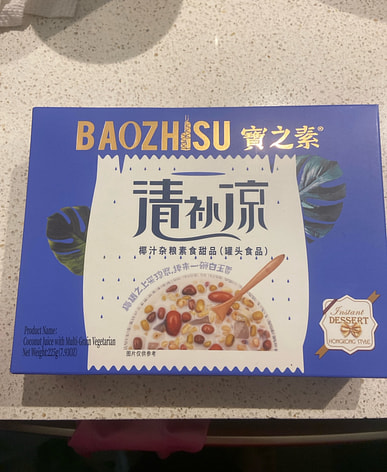 BAOZHISU 寶之素®
清补凉
椰汁杂粮素食甜品(罐头食品)
图片仅供参考
Product Name:
Coconut Juice with Multi-Grain Vegetarian
Net Weight:225g(7.93OZ)
Instant
DESSERT
HONGKONG STYLE